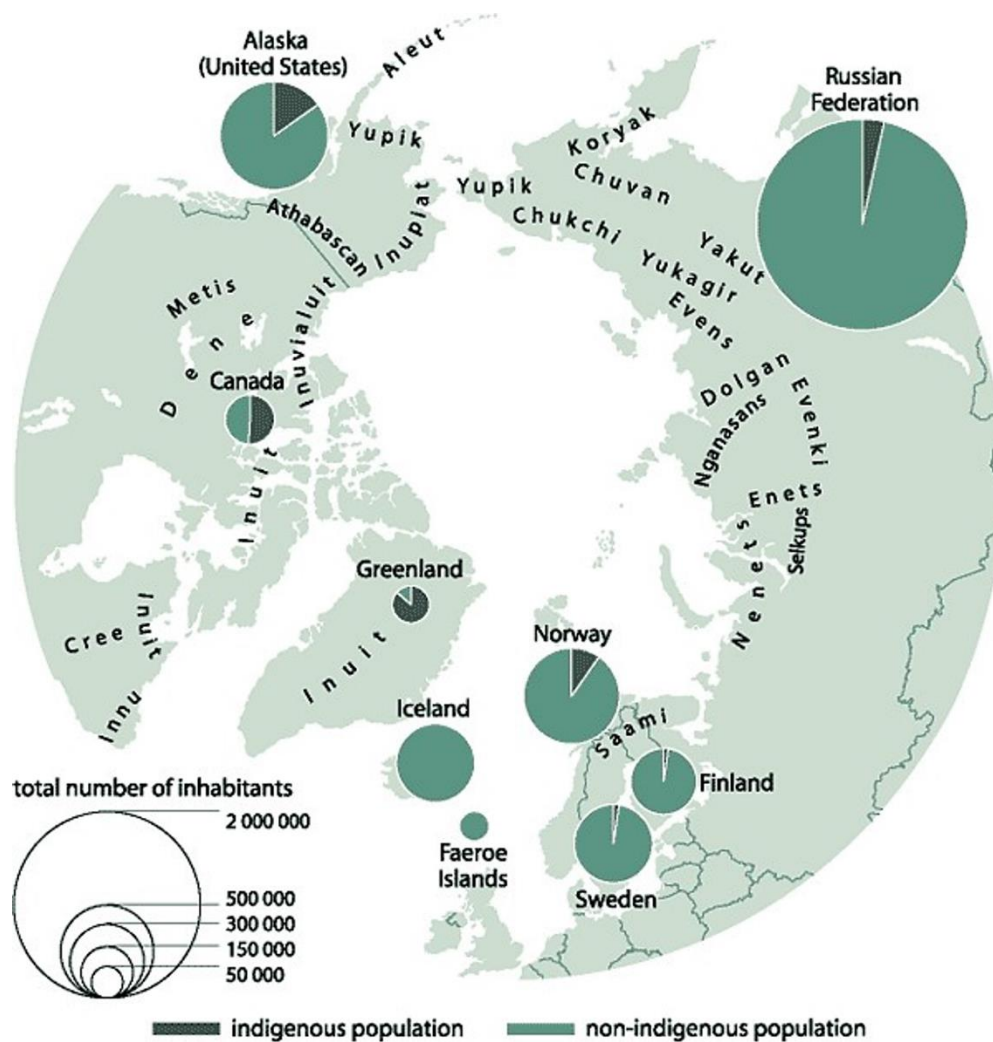 Alaska
(United States)
Aleut
Yupik
Russian
Federation
Koryak
Chuvan
Yupik
Chukchi
Athabascan
Inupiat
Yakut
Yukagir
Evens
Metis
Dene
Inuvialuit
Dolgan
Evenki
Nganasans
Canada
Inuit
Enets
Selkups
Nenets
Greenland
Inuit
Cree
Inuit
Innu
Norway
Saami
Iceland
Finland
Faeroe
Islands
Sweden
total number of inhabitants
2 000 000
500 000
300 000
150 000
50 000
indigenous population
non-indigenous population